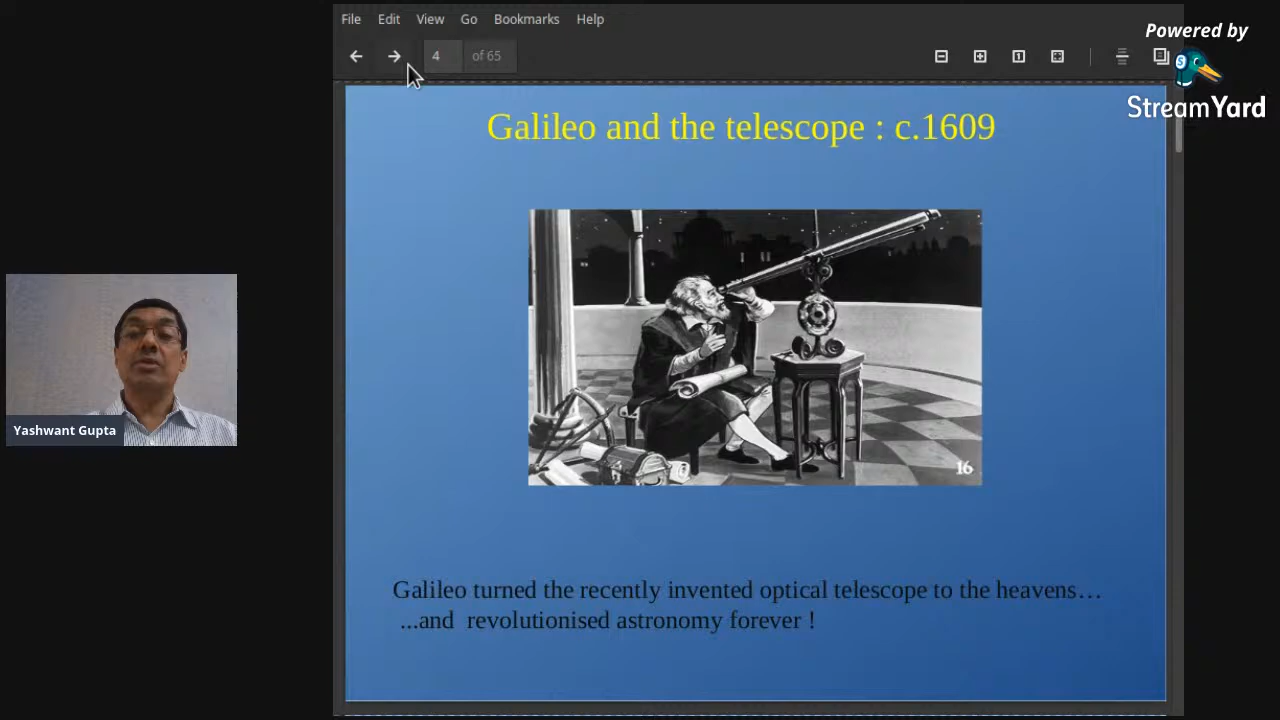 File Edit View Go Bookmarks Help
4 of 65
Powered by
StreamYard
Galileo and the telescope : c.1609
16
Yashwant Gupta
Galileo turned the recently invented optical telescope to the heavens…
...and revolutionised astronomy forever !